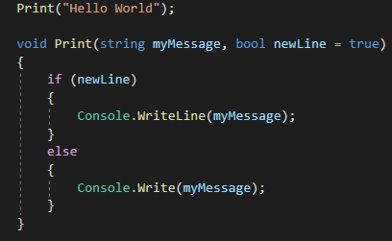 Print("Hello World");
void Print(string myMessage, bool newLine = true)
{
if (newLine)
{
Console.WriteLine(myMessage);
}
else
{
Console.Write(myMessage);
}
}